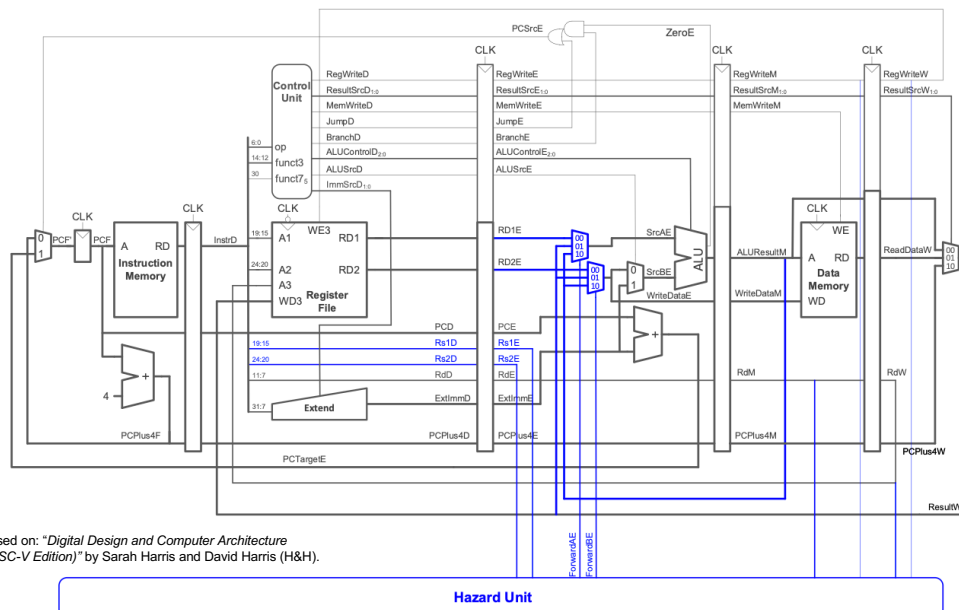 PCSrcE
ZeroE
CLK
CLK
CLK
Control
Unit
RegWriteD
RegWriteE
RegWriteM
RegWriteW
ResultSrcD1:0
ResultSrcE1:0
ResultSrcM1:0
ResultSrcW1:0
MemWriteD
MemWriteE
MemWriteM
JumpD
JumpE
BranchD
BranchE
6:0
op
14:12
funct3
30
funct75
ALUControlD2:0
ALUControlE2:0
ALUSrcD
ALUSrcE
ImmSrcD1:0
CLK
CLK
CLK
CLK
0
1
PCF'
PCF
A
RD
Instruction
Memory
InstrD
19:15
A1
WE3
RD1
24:20
A2
RD2
A3
WD3
Register
File
RD1E
RD2E
00
01
10
00
01
10
0
1
SrcAE
SrcBE
ALU
WriteDataE
ALUResultM
WriteDataM
A
RD
WE
Data
Memory
WD
ReadDataW
00
01
10
PCD
PCE
19:15
Rs1D
Rs1E
24:20
Rs2D
Rs2E
11:7
RdD
RdE
RdM
RdW
+
+
4
31:7
Extend
ExtImmD
ExtImmE
PCPlus4F
PCPlus4D
PCPlus4E
PCPlus4M
PCPlus4W
PCTargetE
ResultW
sed on: "Digital Design and Computer Architecture
SC-V Edition)" by Sarah Harris and David Harris (H&H).
ForwardAE
ForwardBE
Hazard Unit